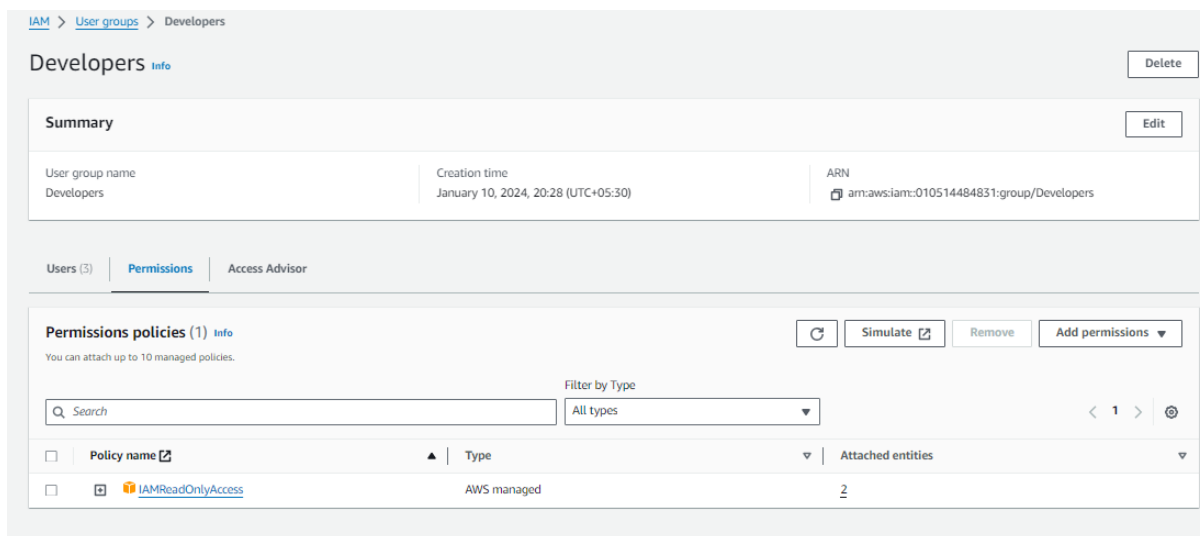 IAM > User groups > Developers
Developers Info
Delete
Summary
Edit
User group name
Developers
Creation time
January 10, 2024, 20:28 (UTC+05:30)
ARN
arn:aws:iam::010514484831:group/Developers
Users (3)
Permissions
Access Advisor
Permissions policies (1) Info
You can attach up to 10 managed policies.
Simulate
Remove
Add permissions
Filter by Type
Search
All types
1
Policy name
Type
Attached entities
IAMReadOnlyAccess
AWS managed
2